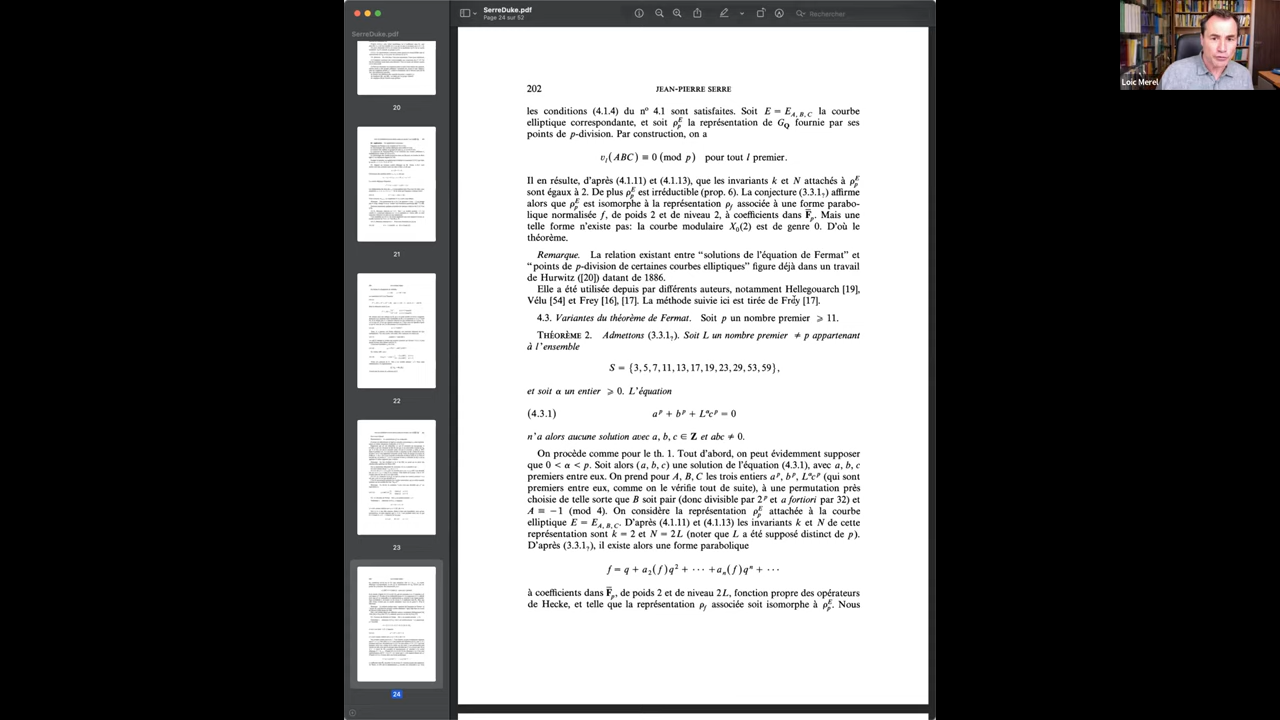 SerreDuke.pdf
Page 24 sur 52
Rechercher
Loïc Merel
SerreDuke.pdf
20
21
22
23
24
202 JEAN-PIERRE SERRE
les conditions (4.1.4) du nº 4.1 sont satisfaites. Soit E = E_{A,B,C} la courbe
elliptique correspondante, et soit ρ_p^E la représentation de G_Q fournie par ses
points de p-division. Par construction, on a
v_l(ABC) ≡ 0 (mod p) pour tout l premier.
Il en résulte, d'après (4.1.11) et (4.1.13), que les invariants k et N attachés à ρ_p^E
sont égaux à 2. De plus ρ_p^E est irréductible (prop. 6). La conjecture (3.3.1_?) affirme
alors que ρ_p^E est isomorphe à la représentation ρ_f associée à une forme parabo-
lique normalisée f, de poids 2 et de niveau 2, à coefficients dans F̄_p. Mais une
telle forme n'existe pas: la courbe modulaire X_0(2) est de genre 0. D'où le
théorème.
Remarque. La relation existant entre “solutions de l'équation de Fermat” et
“points de p-division de certaines courbes elliptiques” figure déjà dans un travail
de Hurwitz ([20]) datant de 1886.
Elle a été utilisée depuis par différents auteurs, notamment Hellegouarch [19],
Vélu [54] et Frey [16], [17]. La méthode suivie ici est tirée de Frey [17].
4.3. Variantes du théorème de Fermat. Soit p un nombre premier ⩾ 11.
THÉORÈME 2. Admettons (3.3.1_?). Soit L un nombre premier ≠ p appartenant
à l'ensemble
S = {3, 5, 7, 11, 13, 17, 19, 23, 29, 53, 59},
et soit α un entier ⩾ 0. L'équation
(4.3.1) a^p + b^p + L^α c^p = 0
n'a alors aucune solution avec a, b, c ∈ Z et abc ≠ 0.
On procède comme pour le th. 1. Tout d'abord, on peut évidemment supposer
que 0 < α < p. Soit alors (a, b, c) une solution de l'équation (4.3.1), avec a, b, c
premiers entre eux. On prend pour A, B, C les trois entiers a^p, b^p, L^α c^p (qui sont
premiers entre eux, comme on le vérifie tout de suite), à une permutation près
choisie de telle sorte que B soit pair (donc divisible par 2^p et a fortiori par 32) et
A ≡ −1 (mod 4). On considère la représentation ρ_p^E attachée à la courbe
elliptique E = E_{A,B,C}. D'après (4.1.11) et (4.1.13) les invariants k et N de cette
représentation sont k = 2 et N = 2L (noter que L a été supposé distinct de p).
D'après (3.3.1_?), il existe alors une forme parabolique
f = q + a_2(f)q^2 + ··· + a_n(f)q^n + ···
à coefficients dans F̄_p, de poids 2 et de niveau 2L, fonction propre des opérateurs
de Hecke, et telle que la représentation ρ_f associée soit isomorphe à ρ_p^E. Nous